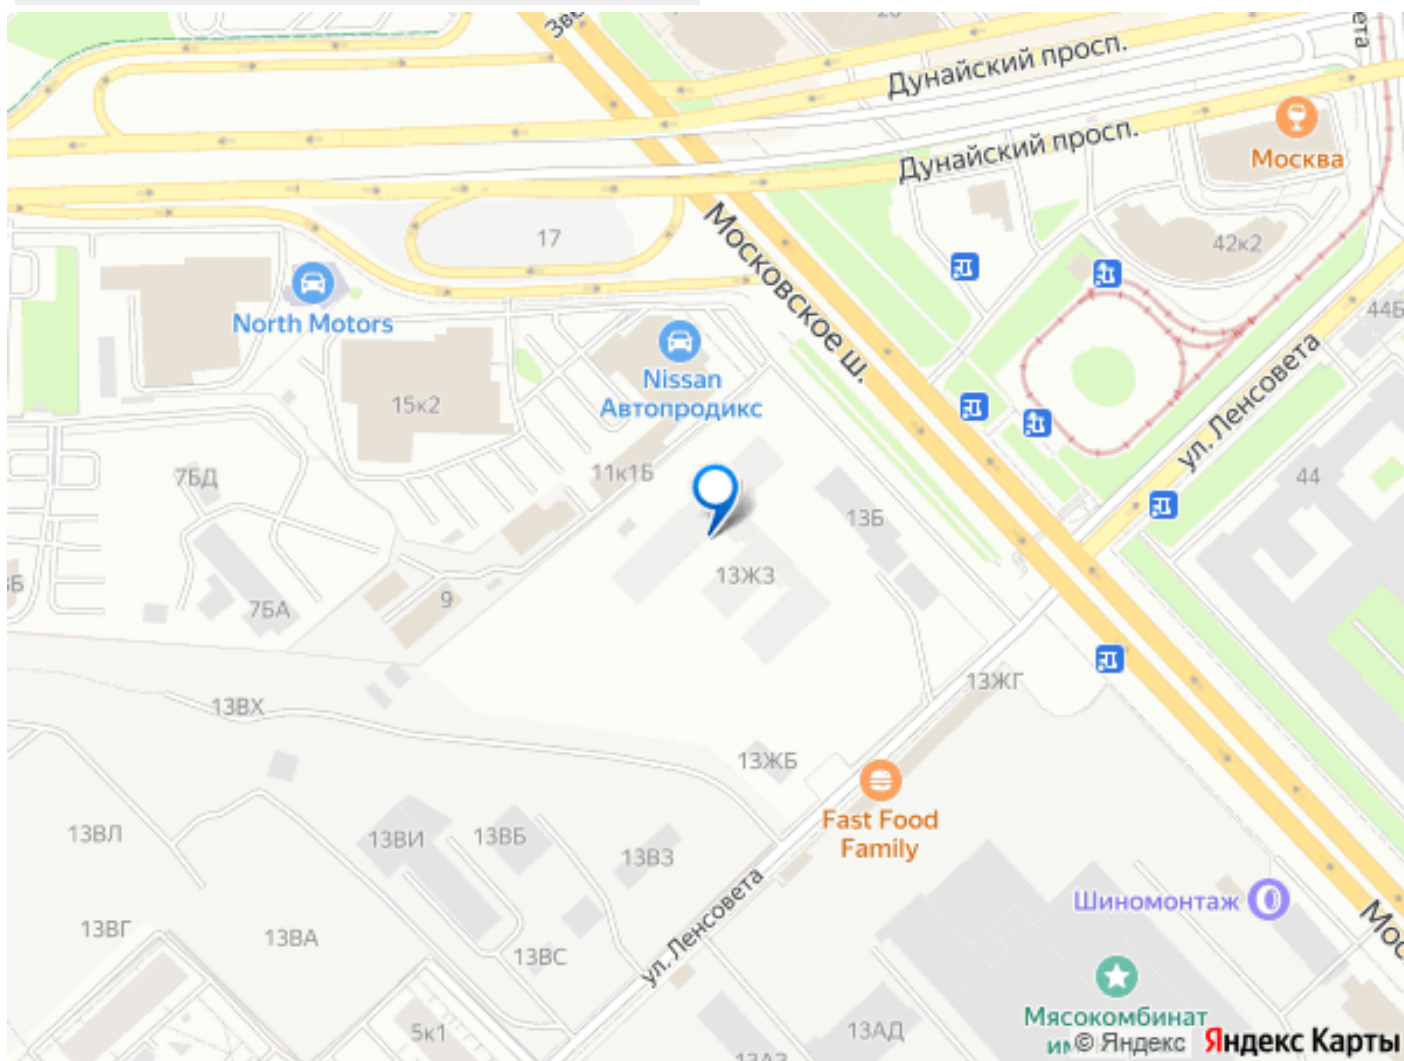 Дунайский просп.
Дунайский просп.
Москва
Московское ш.
17
42к2
44Б
North Motors
Nissan
Автопродикс
15к2
ул. Ленсовета
11к1Б
7БД
13Б
44
13ЖЗ
7БА
9
13ЖГ
13ВХ
13ЖБ
Fast Food
Family
13ВЛ
13ВИ
13ВБ
13ВЗ
ул. Ленсовета
Шиномонтаж
13ВГ
13ВА
13ВС
Мясокомбинат
5к1
13АД
© Яндекс Яндекс Карты